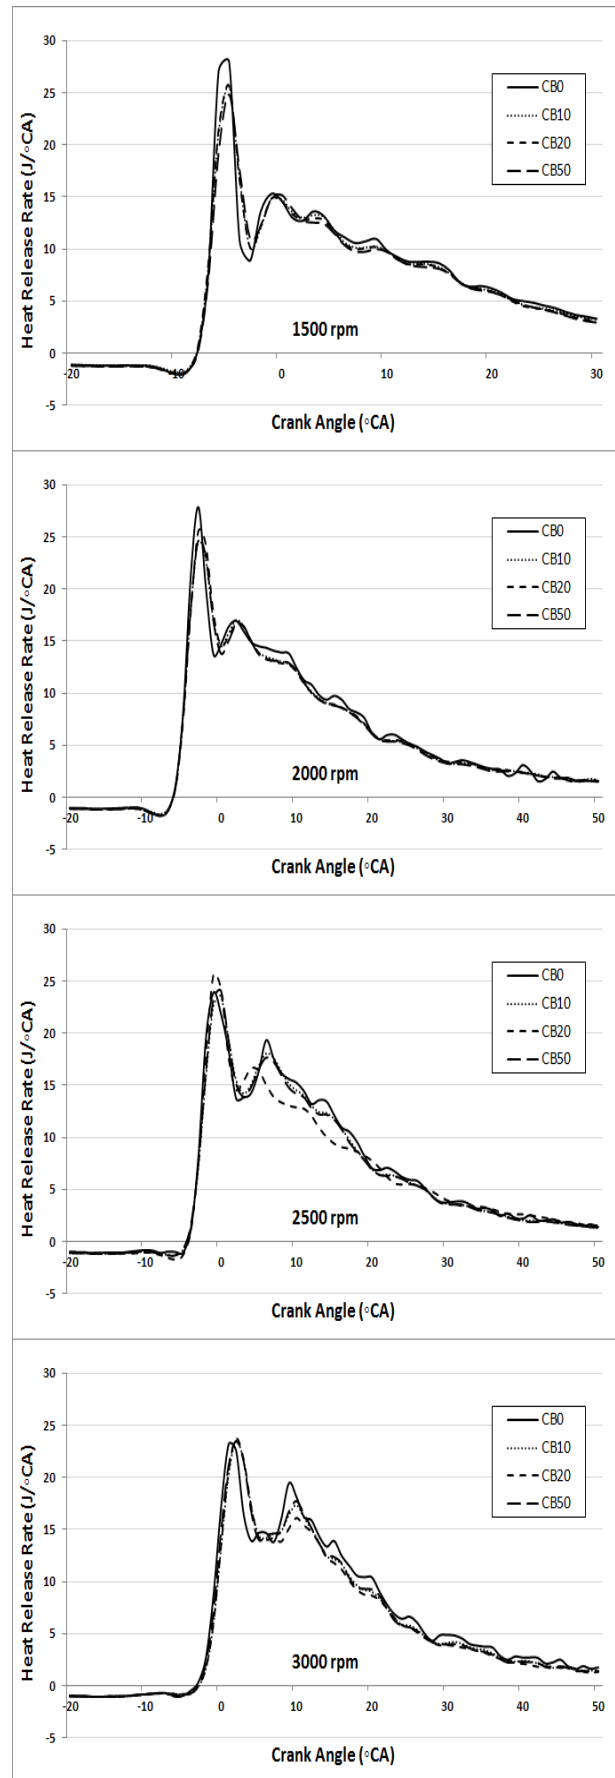 30
25
20
15
10
5
0
-5
Heat Release Rate (J/◦CA)
CB0
CB10
CB20
CB50
1500 rpm
-20 -10 0 10 20 30
Crank Angle (◦CA)
30
25
20
15
10
5
0
-5
Heat Release Rate (J/◦CA)
CB0
CB10
CB20
CB50
2000 rpm
-20 -10 0 10 20 30 40 50
Crank Angle (◦CA)
30
25
20
15
10
5
0
-5
Heat Release Rate (J/◦CA)
CB0
CB10
CB20
CB50
2500 rpm
-20 -10 0 10 20 30 40 50
Crank Angle (◦CA)
30
25
20
15
10
5
0
-5
Heat Release Rate (J/◦CA)
CB0
CB10
CB20
CB50
3000 rpm
-20 -10 0 10 20 30 40 50
Crank Angle (◦CA)